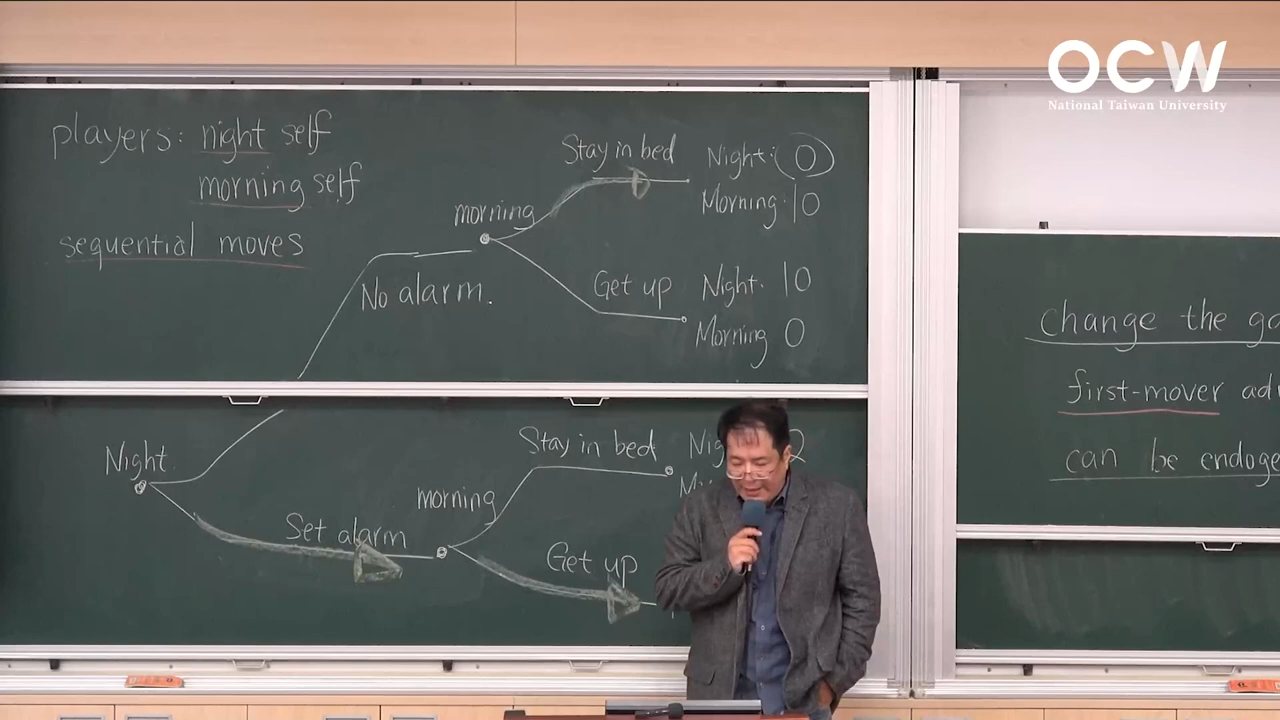 OCW
National Taiwan University
players: night self
morning self
sequential moves
Stay in bed
Night: 0
Morning: 10
morning
No alarm.
Get up
Night. 10
Morning 0
Night
Set alarm
morning
Stay in bed
2
Get up
change the
first-mover
can be